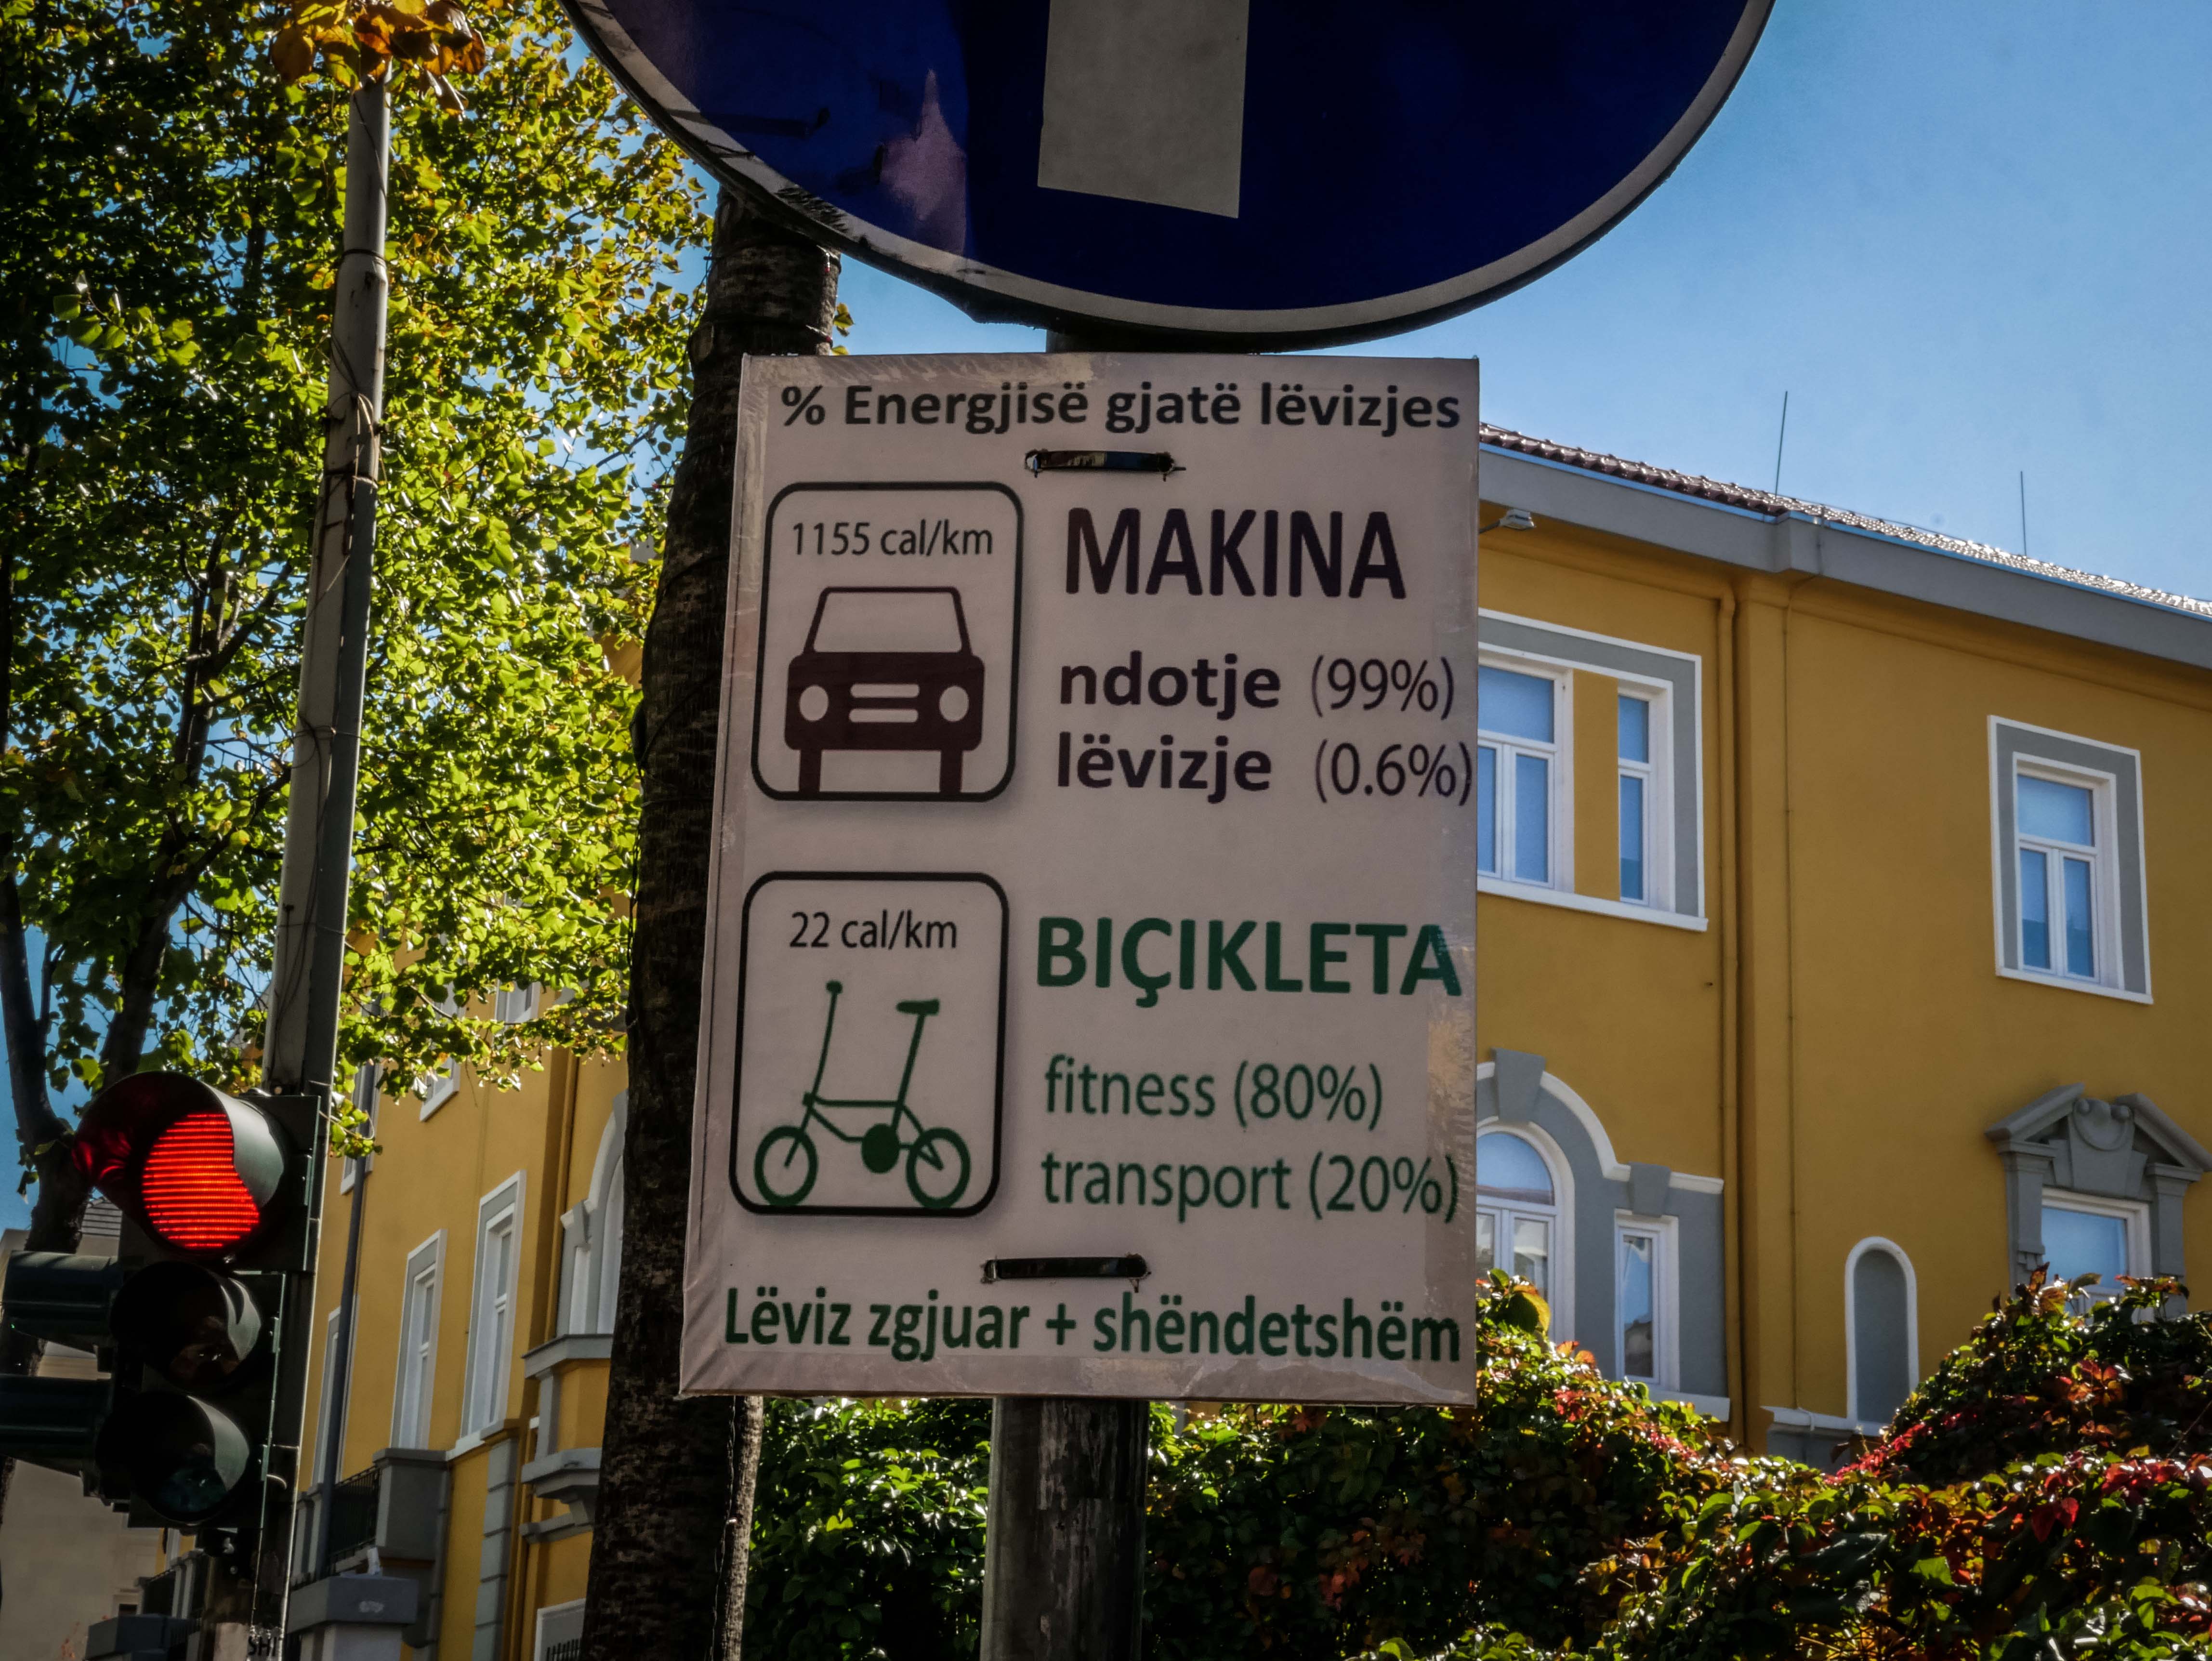 % Energjisë gjatë lëvizjes
1155 cal/km
MAKINA
ndotje (99%)
lëvizje (0.6%)
22 cal/km
BIÇIKLETA
fitness (80%)
transport (20%)
Lëviz zgjuar + shëndetshëm